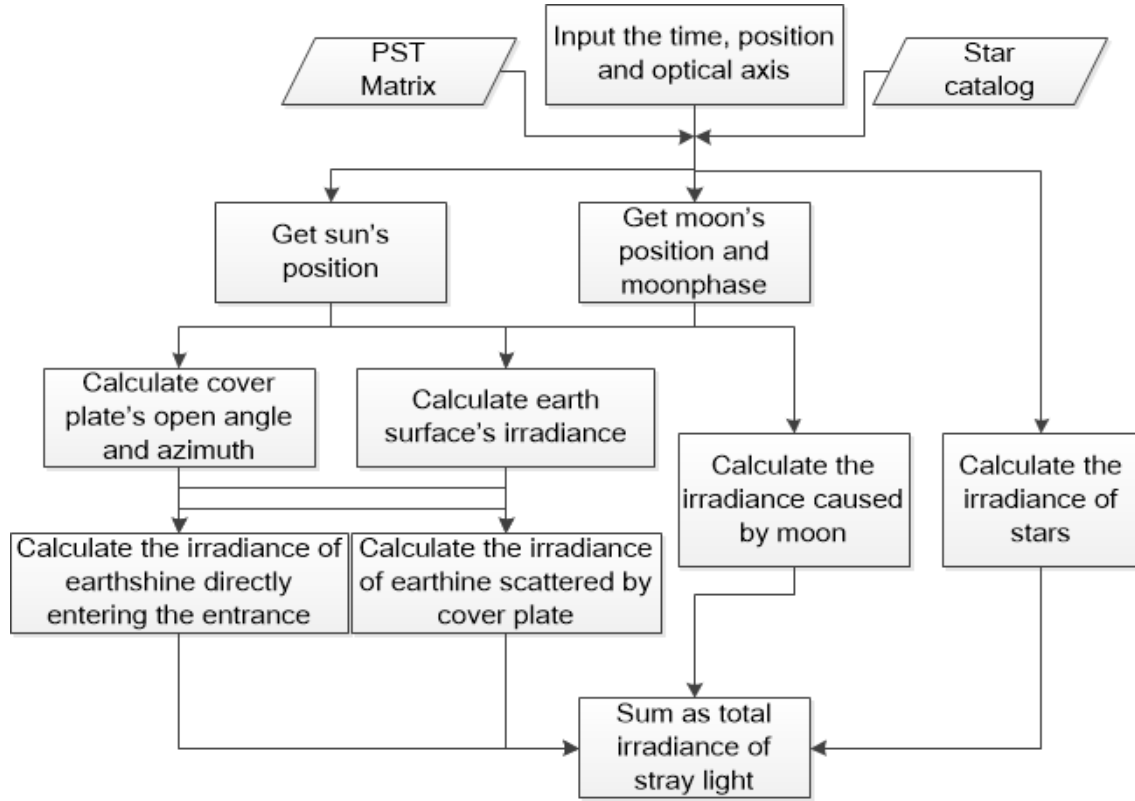 PST
Matrix
Input the time, position
and optical axis
Star
catalog
Get sun's
position
Get moon's
position and
moonphase
Calculate cover
plate's open angle
and azimuth
Calculate earth
surface's irradiance
Calculate the
irradiance caused
by moon
Calculate the
irradiance of
stars
Calculate the irradiance of
earthshine directly
entering the entrance
Calculate the irradiance
of earthine scattered by
cover plate
Sum as total
irradiance of
stray light